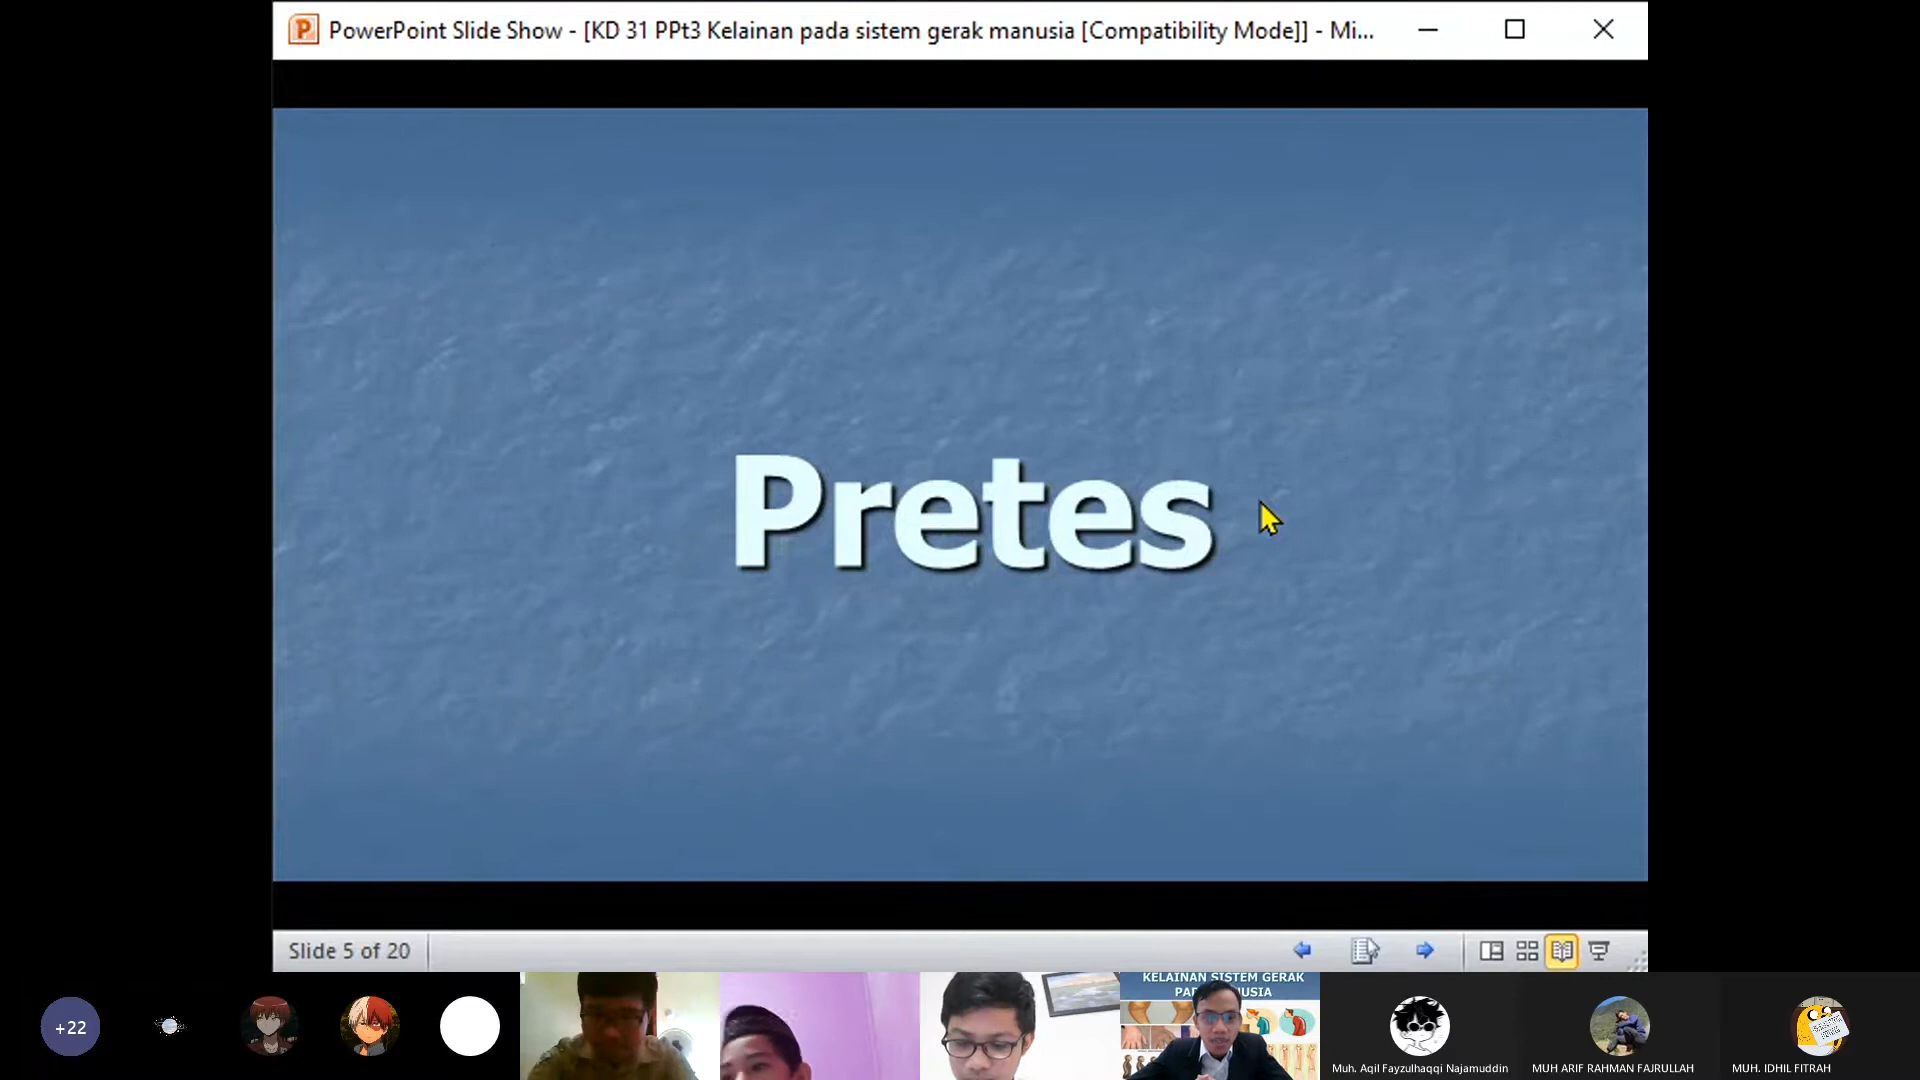 PowerPoint Slide Show - [KD 31 PPt3 Kelainan pada sistem gerak manusia [Compatibility Mode]] - Mi...
Pretes
Slide 5 of 20
+22
KELAINAN SISTEM GERAK
Muh. Aqil Fayzulhaqqi Najamuddin
MUH ARIF RAHMAN FAJRULLAH
MUH. IDHIL FITRAH